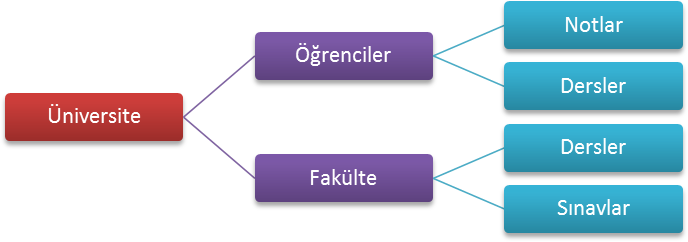 Üniversite
Öğrenciler
Notlar
Dersler
Fakülte
Dersler
Sınavlar